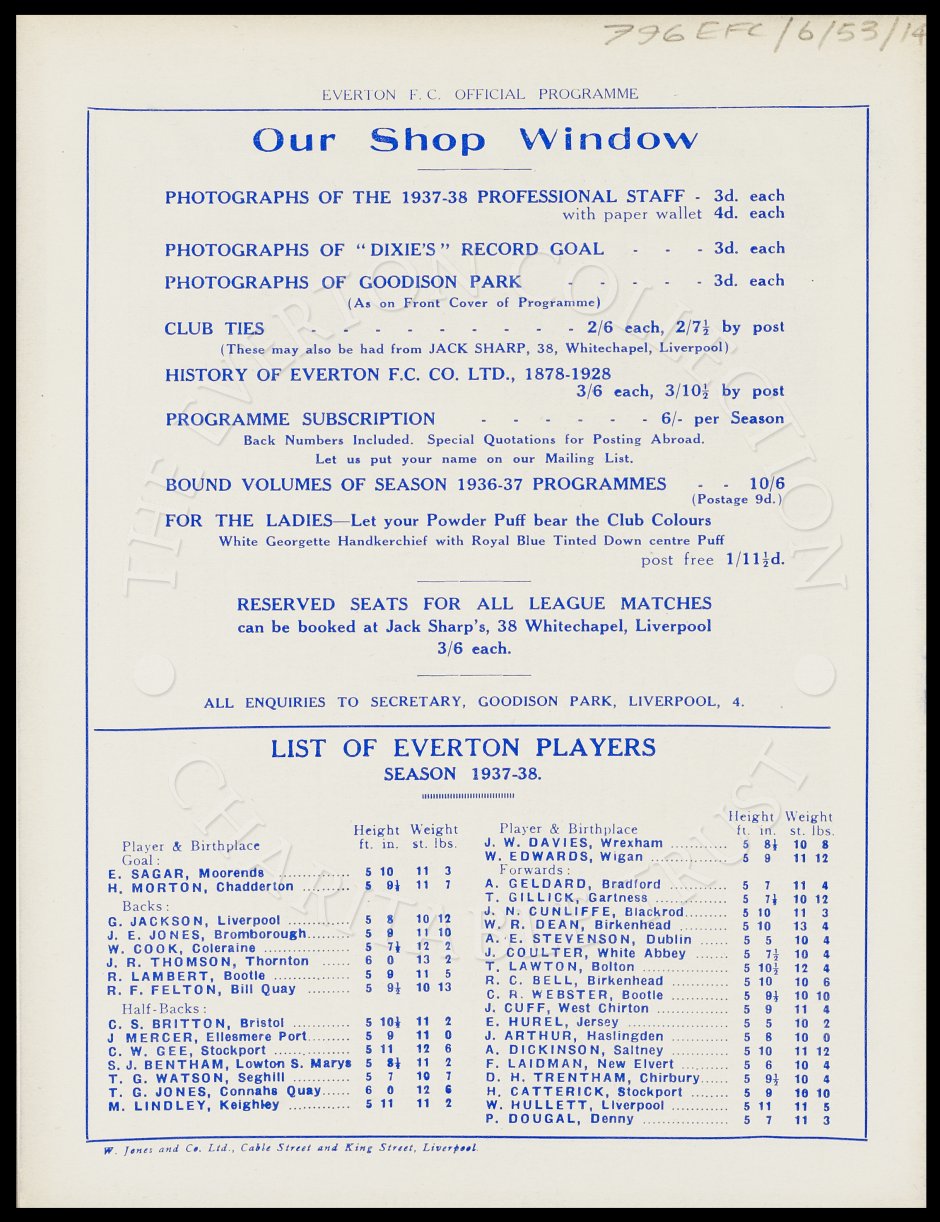 796EFC/6/53/14
EVERTON F.C. OFFICIAL PROGRAMME
Our Shop Window
PHOTOGRAPHS OF THE 1937-38 PROFESSIONAL STAFF - 3d. each
with paper wallet 4d. each
PHOTOGRAPHS OF "DIXIE'S" RECORD GOAL - - - 3d. each
PHOTOGRAPHS OF GOODISON PARK - - - - - 3d. each
(As on Front Cover of Programme)
CLUB TIES - - - - - - - - - 2/6 each, 2/7½ by post
(These may also be had from JACK SHARP, 38, Whitechapel, Liverpool)
HISTORY OF EVERTON F.C. CO. LTD., 1878-1928
3/6 each, 3/10½ by post
PROGRAMME SUBSCRIPTION - - - - - - 6/- per Season
Back Numbers Included. Special Quotations for Posting Abroad.
Let us put your name on our Mailing List.
BOUND VOLUMES OF SEASON 1936-37 PROGRAMMES - - 10/6
(Postage 9d.)
FOR THE LADIES—Let your Powder Puff bear the Club Colours
White Georgette Handkerchief with Royal Blue Tinted Down centre Puff
post free 1/11½d.
RESERVED SEATS FOR ALL LEAGUE MATCHES
can be booked at Jack Sharp's, 38 Whitechapel, Liverpool
3/6 each.
ALL ENQUIRIES TO SECRETARY, GOODISON PARK, LIVERPOOL, 4.
THE EVERTON COLLECTION
CHARITABLE TRUST
LIST OF EVERTON PLAYERS
SEASON 1937-38.
Height Weight
Player & Birthplace ft. in. st. lbs.
Goal:
E. SAGAR, Moorends ............... 5 10 11 3
H. MORTON, Chadderton .......... 5 9½ 11 7
Backs:
G. JACKSON, Liverpool ............. 5 8 10 12
J. E. JONES, Bromborough......... 5 9 11 10
W. COOK, Coleraine ................ 5 7½ 12 2
J. R. THOMSON, Thornton ........ 6 0 13 2
R. LAMBERT, Bootle ............... 5 9 11 5
R. F. FELTON, Bill Quay ......... 5 9½ 10 13
Half-Backs:
C. S. BRITTON, Bristol ............ 5 10½ 11 2
J MERCER, Ellesmere Port......... 5 9 11 0
C. W. GEE, Stockport ............... 5 11 12 6
S. J. BENTHAM, Lowton S. Marys 5 8½ 11 2
T. G. WATSON, Seghill ............ 5 7 10 7
T. G. JONES, Connahs Quay...... 6 0 12 6
M. LINDLEY, Keighley ............. 5 11 11 2
Height Weight
Player & Birthplace ft. in. st. lbs.
J. W. DAVIES, Wrexham ............ 5 8½ 10 8
W. EDWARDS, Wigan ................ 5 9 11 12
Forwards:
A. GELDARD, Bradford ............ 5 7 11 4
T. GILLICK, Gartness ............... 5 7½ 10 12
J. N. CUNLIFFE, Blackrod......... 5 10 11 3
W. R. DEAN, Birkenhead ......... 5 10 13 4
A. E. STEVENSON, Dublin ...... 5 5 10 4
J. COULTER, White Abbey ...... 5 7½ 10 4
T. LAWTON, Bolton ............... 5 10½ 12 4
R. C. BELL, Birkenhead ............ 5 10 10 6
C. R. WEBSTER, Bootle ............ 5 9½ 10 10
J. CUFF, West Chirton ............ 5 9 11 4
E. HUREL, Jersey .................. 5 5 10 2
J. ARTHUR, Haslingden ............ 5 8 10 0
A. DICKINSON, Saltney ............ 5 10 11 12
F. LAIDMAN, New Elvert ......... 5 6 10 4
D. H. TRENTHAM, Chirbury...... 5 9½ 10 4
H. CATTERICK, Stockport ........ 5 9 10 10
W. HULLETT, Liverpool ............ 5 11 11 5
P. DOUGAL, Denny .................. 5 7 11 3
W. Jones and Co. Ltd., Cable Street and King Street, Liverpool.